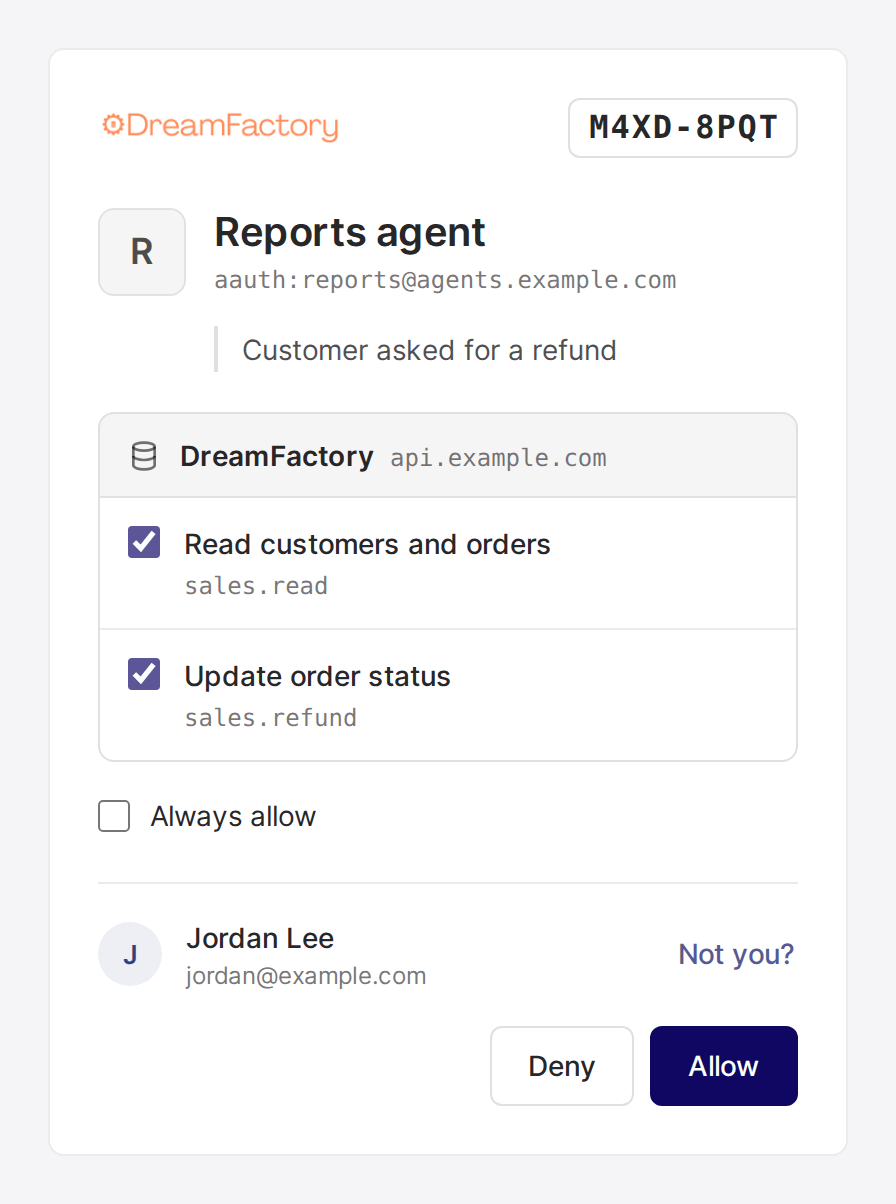 DreamFactory
M4XD-8PQT
R
Reports agent
aauth:reports@agents.example.com
Customer asked for a refund
DreamFactory api.example.com
Read customers and orders
sales.read
Update order status
sales.refund
Always allow
J
Jordan Lee
jordan@example.com
Not you?
Deny
Allow